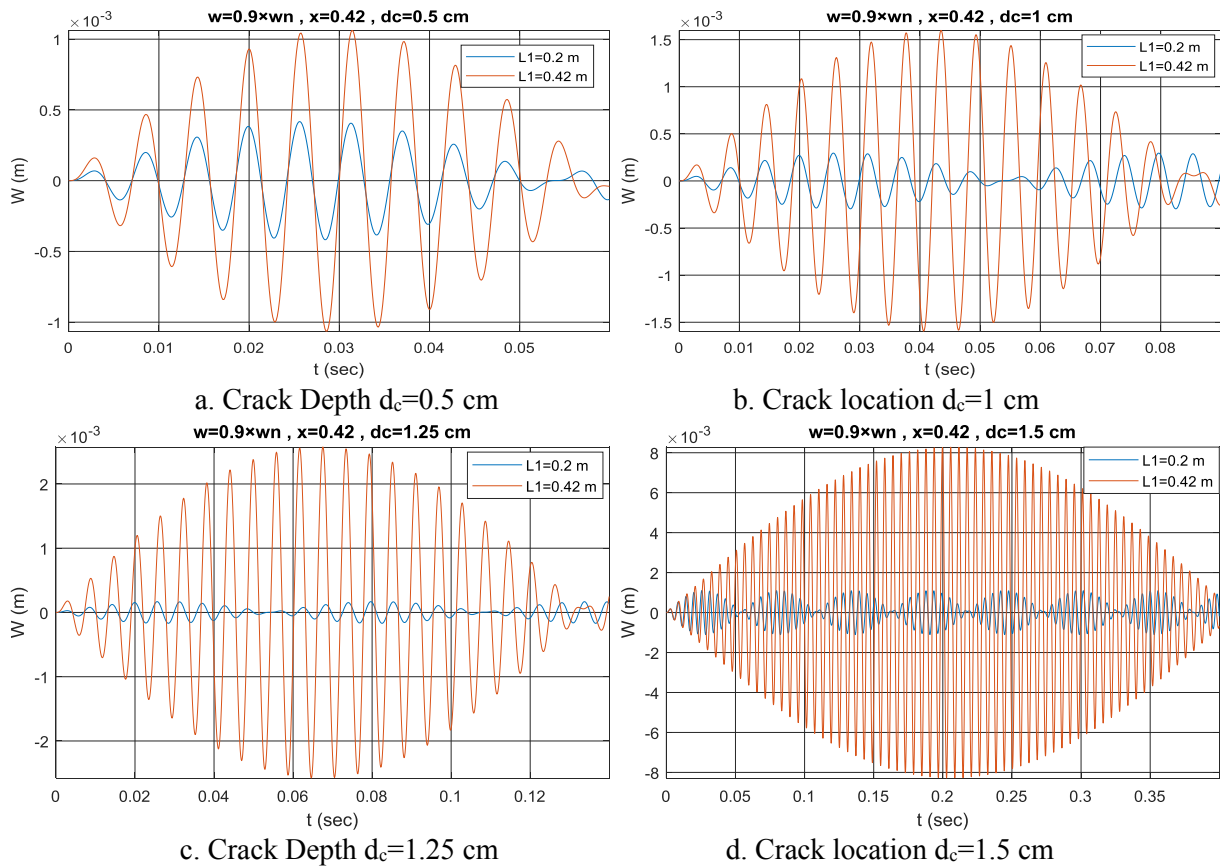 w=0.9×wn , x=0.42 , dc=0.5 cm
×10⁻³
1
0.5
0
-0.5
-1
W (m)
L1=0.2 m
L1=0.42 m
0 0.01 0.02 0.03 0.04 0.05
t (sec)
a. Crack Depth dc=0.5 cm
w=0.9×wn , x=0.42 , dc=1 cm
×10⁻³
1.5
1
0.5
0
-0.5
-1
-1.5
W (m)
L1=0.2 m
L1=0.42 m
0 0.01 0.02 0.03 0.04 0.05 0.06 0.07 0.08
t (sec)
b. Crack location dc=1 cm
w=0.9×wn , x=0.42 , dc=1.25 cm
×10⁻³
2
1
0
-1
-2
W (m)
L1=0.2 m
L1=0.42 m
0 0.02 0.04 0.06 0.08 0.1 0.12
t (sec)
c. Crack Depth dc=1.25 cm
w=0.9×wn , x=0.42 , dc=1.5 cm
×10⁻³
8
6
4
2
0
-2
-4
-6
-8
W (m)
L1=0.2 m
L1=0.42 m
0 0.05 0.1 0.15 0.2 0.25 0.3 0.35
t (sec)
d. Crack location dc=1.5 cm